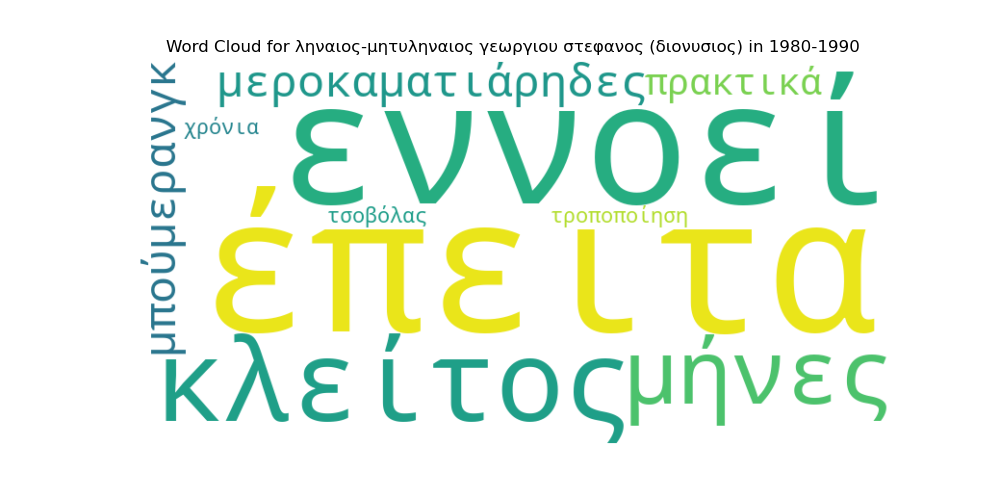 Word Cloud for ληναιος-μητυληναιος γεωργιου στεφανος (διονυσιος) in 1980-1990
μεροκαματιάρηδες
πρακτικά
μπούμερανγκ
χρόνια
εννοεί
τσοβόλας
τροποποίηση
έπειτα
κλείτος
μήνες